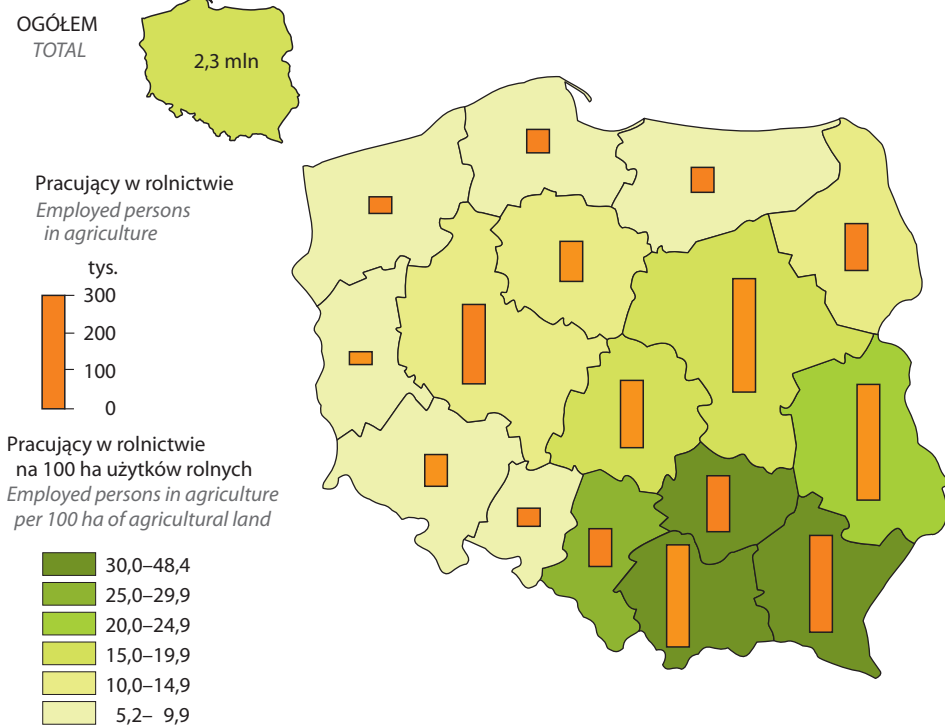 OGÓŁEM
TOTAL
2,3 mln
Pracujący w rolnictwie
Employed persons
in agriculture
tys.
300
200
100
0
Pracujący w rolnictwie
na 100 ha użytków rolnych
Employed persons in agriculture
per 100 ha of agricultural land
30,0–48,4
25,0–29,9
20,0–24,9
15,0–19,9
10,0–14,9
5,2– 9,9